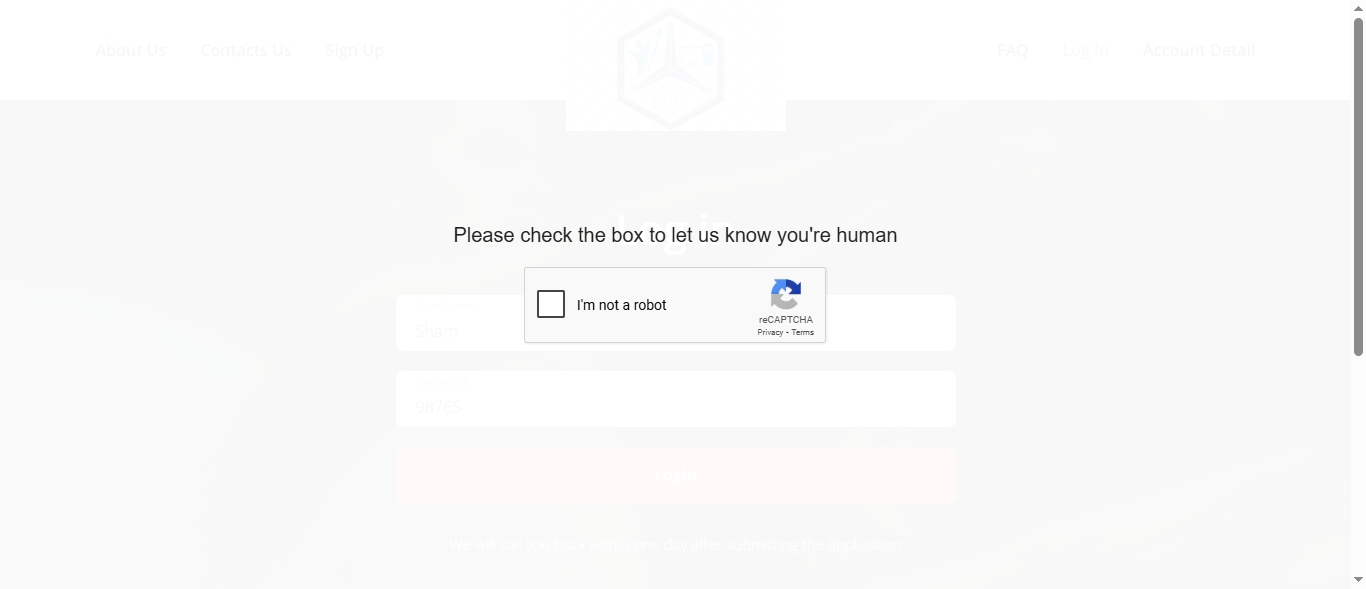 About Us Contacts Us Sign Up FAQ Log In Account Detail
Log in
Please check the box to let us know you're human
I'm not a robot
reCAPTCHA
Privacy - Terms
Sham
98765
Login
We will call you back within one day after submitting the application